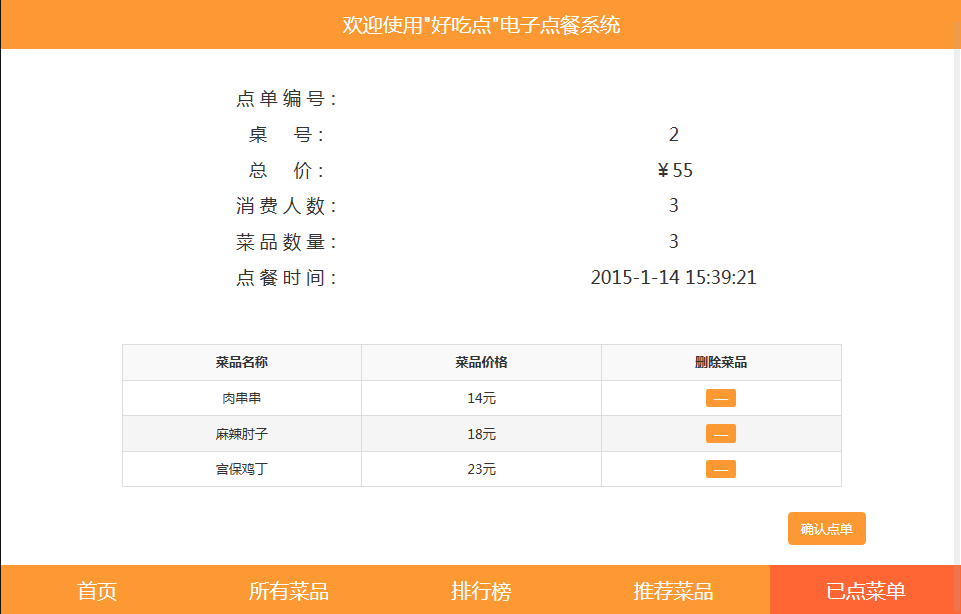 欢迎使用"好吃点"电子点餐系统
点单编号：
桌 号： 2
总 价： ¥55
消费人数： 3
菜品数量： 3
点餐时间： 2015-1-14 15:39:21
菜品名称 菜品价格 删除菜品
肉串串 14元 —
麻辣肘子 18元 —
宫保鸡丁 23元 —
确认点单
首页 所有菜品 排行榜 推荐菜品 已点菜单